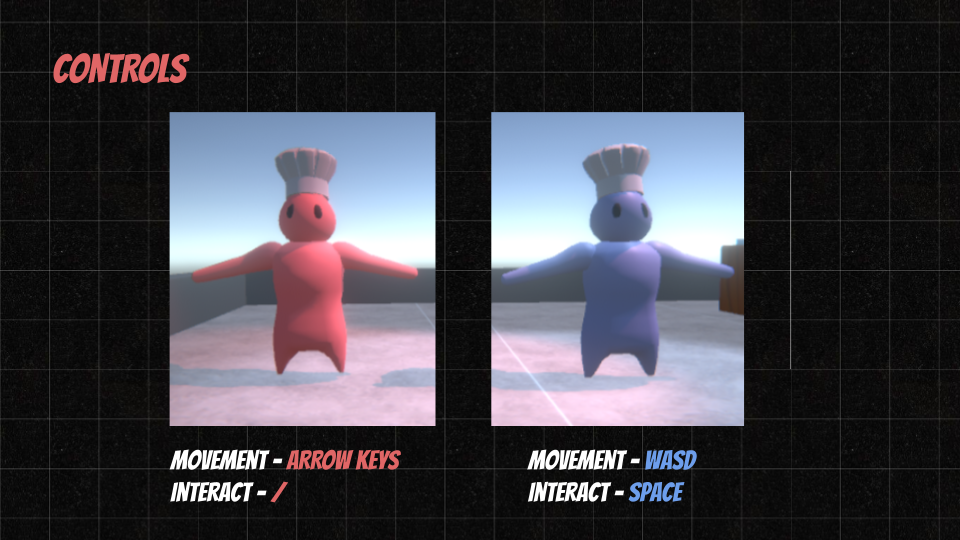 CONTROLS
MOVEMENT - ARROW KEYS
INTERACT - /
MOVEMENT - WASD
INTERACT - SPACE